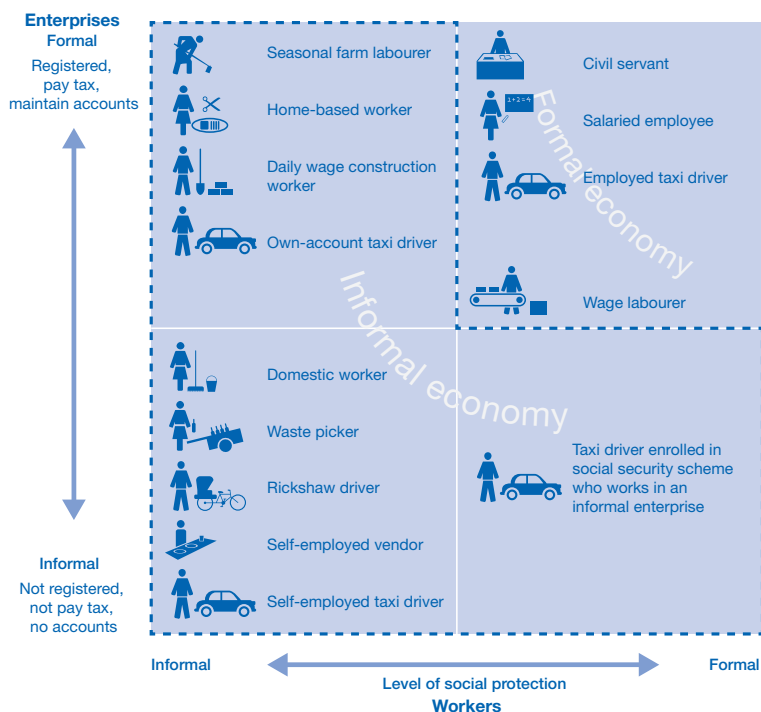 Enterprises
Formal
Registered,
pay tax,
maintain accounts
Informal
Not registered,
not pay tax,
no accounts
Seasonal farm labourer
Home-based worker
Daily wage construction
worker
Own-account taxi driver
Civil servant
1+2=4
Salaried employee
Employed taxi driver
Wage labourer
Formal economy
Informal economy
Domestic worker
Waste picker
Rickshaw driver
Self-employed vendor
Self-employed taxi driver
Taxi driver enrolled in
social security scheme
who works in an
informal enterprise
Informal
Formal
Level of social protection
Workers